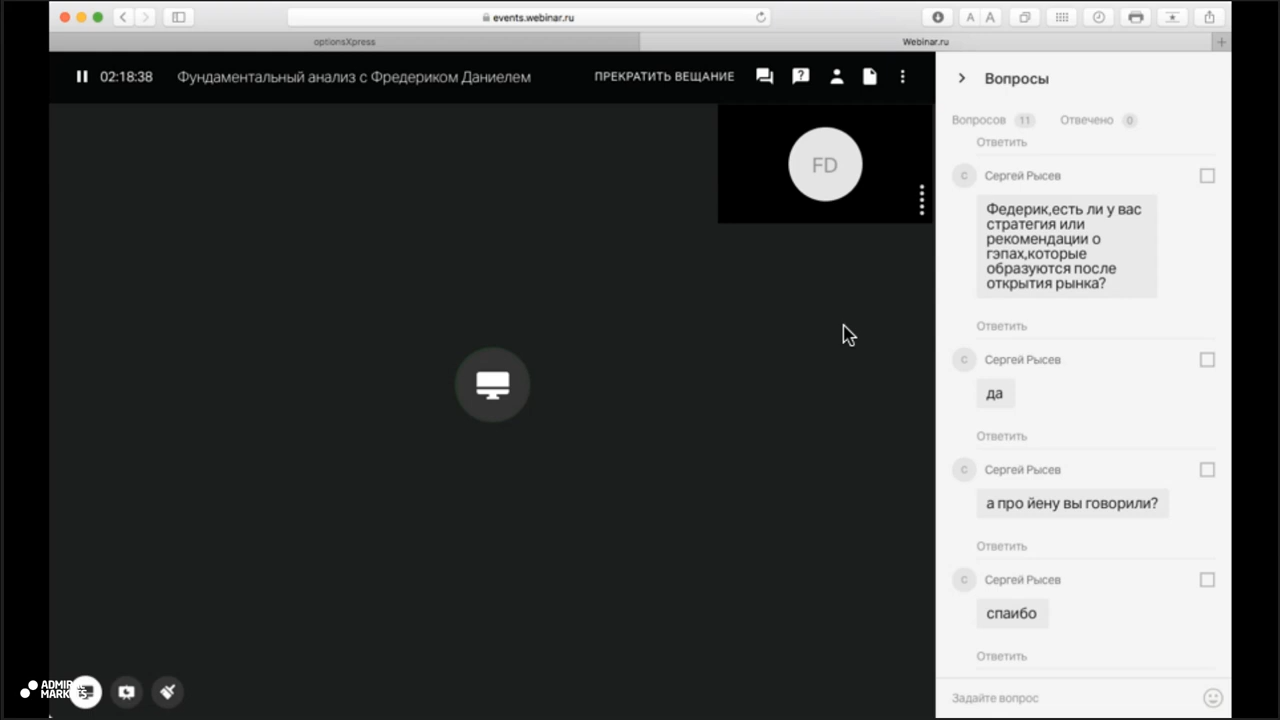 events.webinar.ru
A A
optionsXpress
Webinar.ru
+
02:18:38
Фундаментальный анализ с Фредериком Даниелем
ПРЕКРАТИТЬ ВЕЩАНИЕ
FD
Вопросы
Вопросов 11 Отвечено 0
Ответить
С Сергей Рысев
Федерик,есть ли у вас
стратегия или
рекомендации о
гэпах,которые
образуются после
открытия рынка?
Ответить
С Сергей Рысев
да
Ответить
С Сергей Рысев
а про йену вы говорили?
Ответить
С Сергей Рысев
спаибо
Ответить
Задайте вопрос